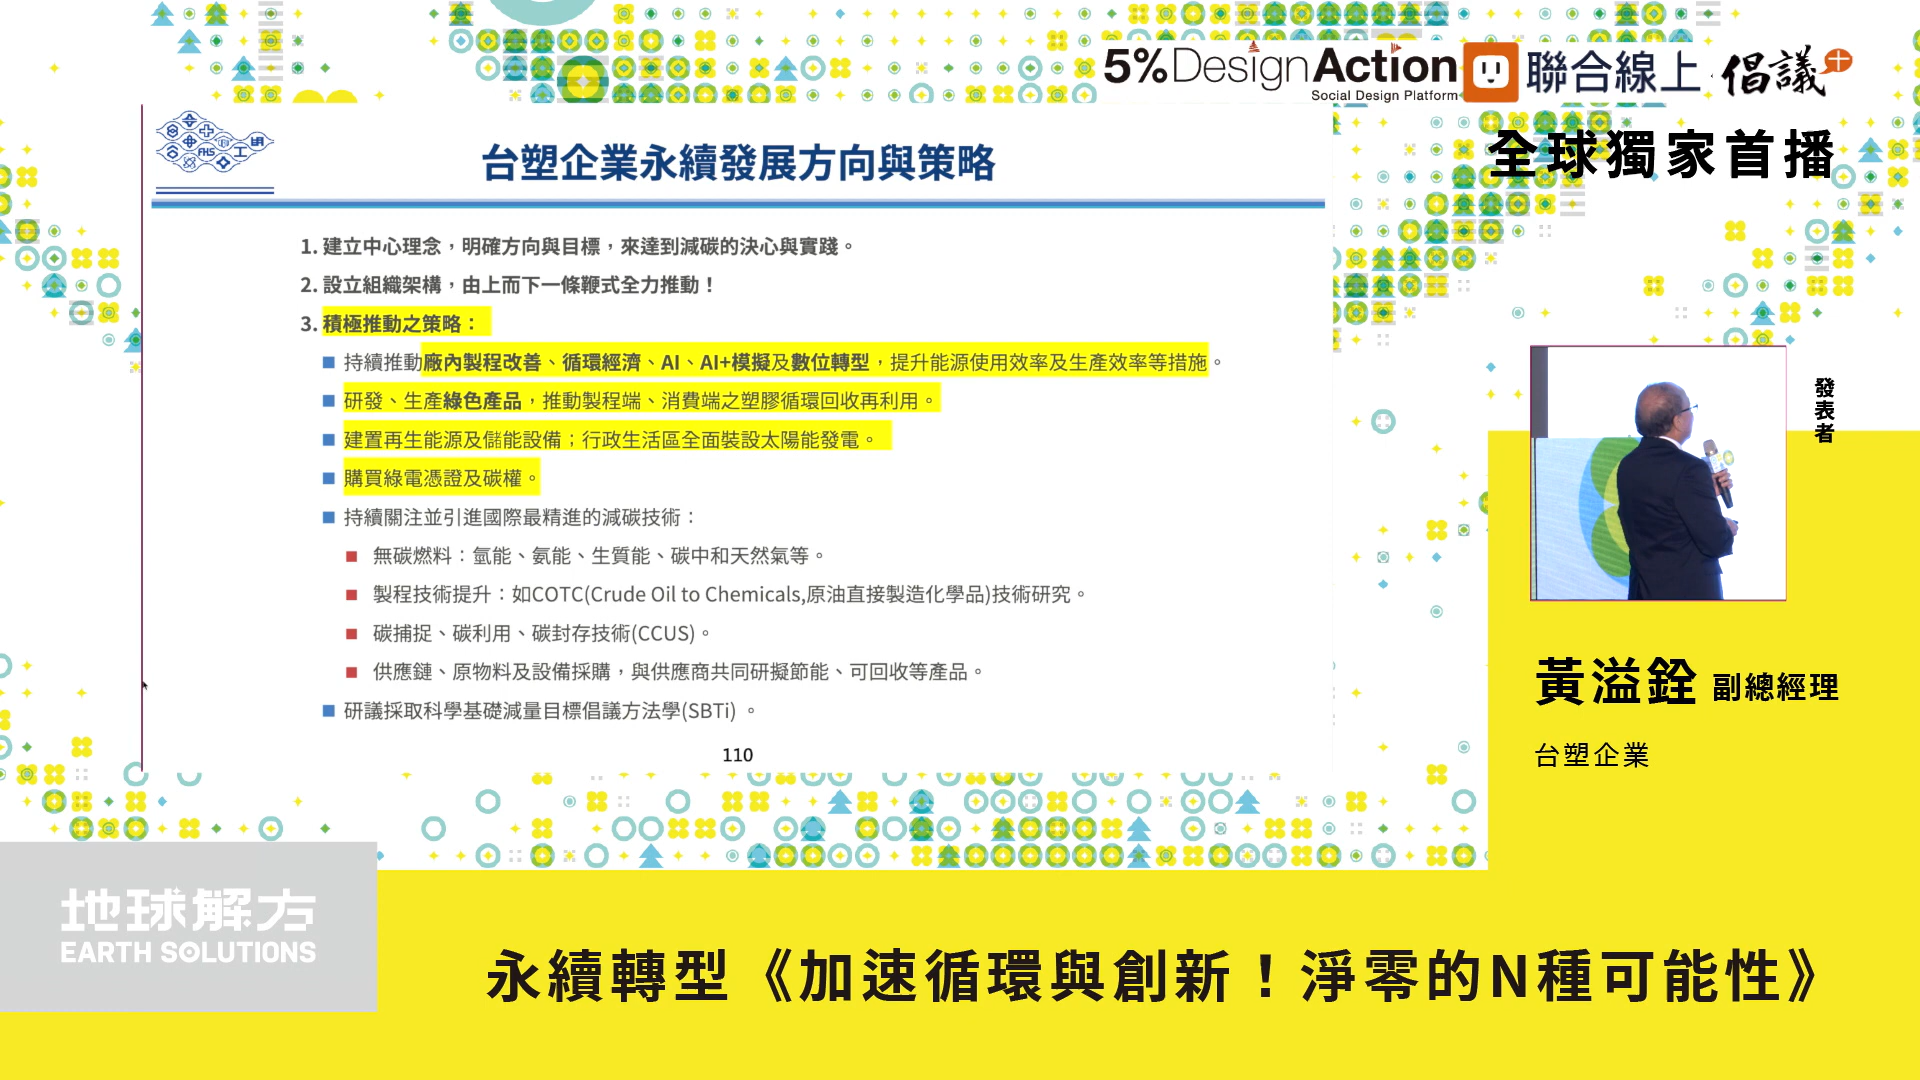 5%DesignAction
Social Design Platform
聯合線上
倡議+
全球獨家首播
FHS
台塑企業永續發展方向與策略
1. 建立中心理念,明確方向與目標,來達到減碳的決心與實踐。
2. 設立組織架構,由上而下一條鞭式全力推動!
3. 積極推動之策略:
持續推動廠內製程改善、循環經濟、AI、AI+模擬及數位轉型,提升能源使用效率及生產效率等措施。
研發、生產綠色產品,推動製程端、消費端之塑膠循環回收再利用。
建置再生能源及儲能設備;行政生活區全面裝設太陽能發電。
購買綠電憑證及碳權。
持續關注並引進國際最精進的減碳技術:
無碳燃料:氫能、氨能、生質能、碳中和天然氣等。
製程技術提升:如COTC(Crude Oil to Chemicals,原油直接製造化學品)技術研究。
碳捕捉、碳利用、碳封存技術(CCUS)。
供應鏈、原物料及設備採購,與供應商共同研擬節能、可回收等產品。
研議採取科學基礎減量目標倡議方法學(SBTi) 。
110
發表者
黃溢銓 副總經理
台塑企業
地球解方
EARTH SOLUTIONS
永續轉型《加速循環與創新!淨零的N種可能性》